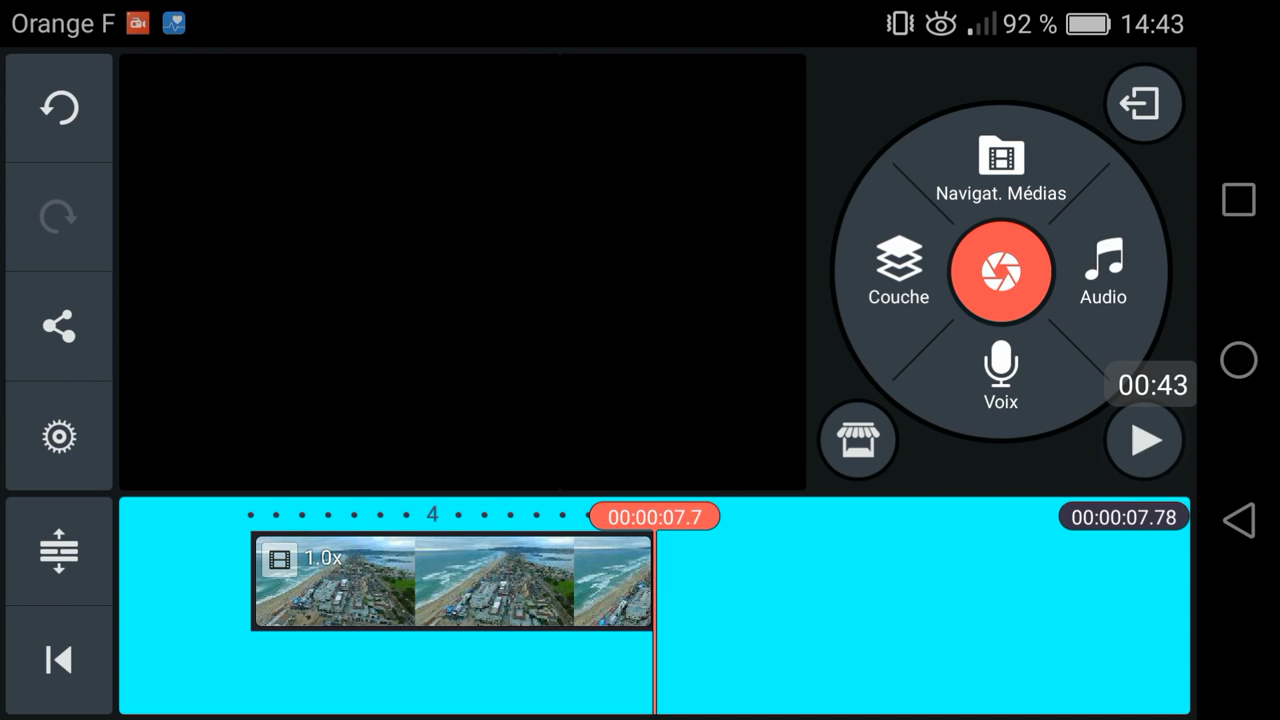 Orange F
92 % 14:43
Navigat. Médias
Couche
Audio
Voix
00:43
4
00:00:07.7
00:00:07.78
1.0x